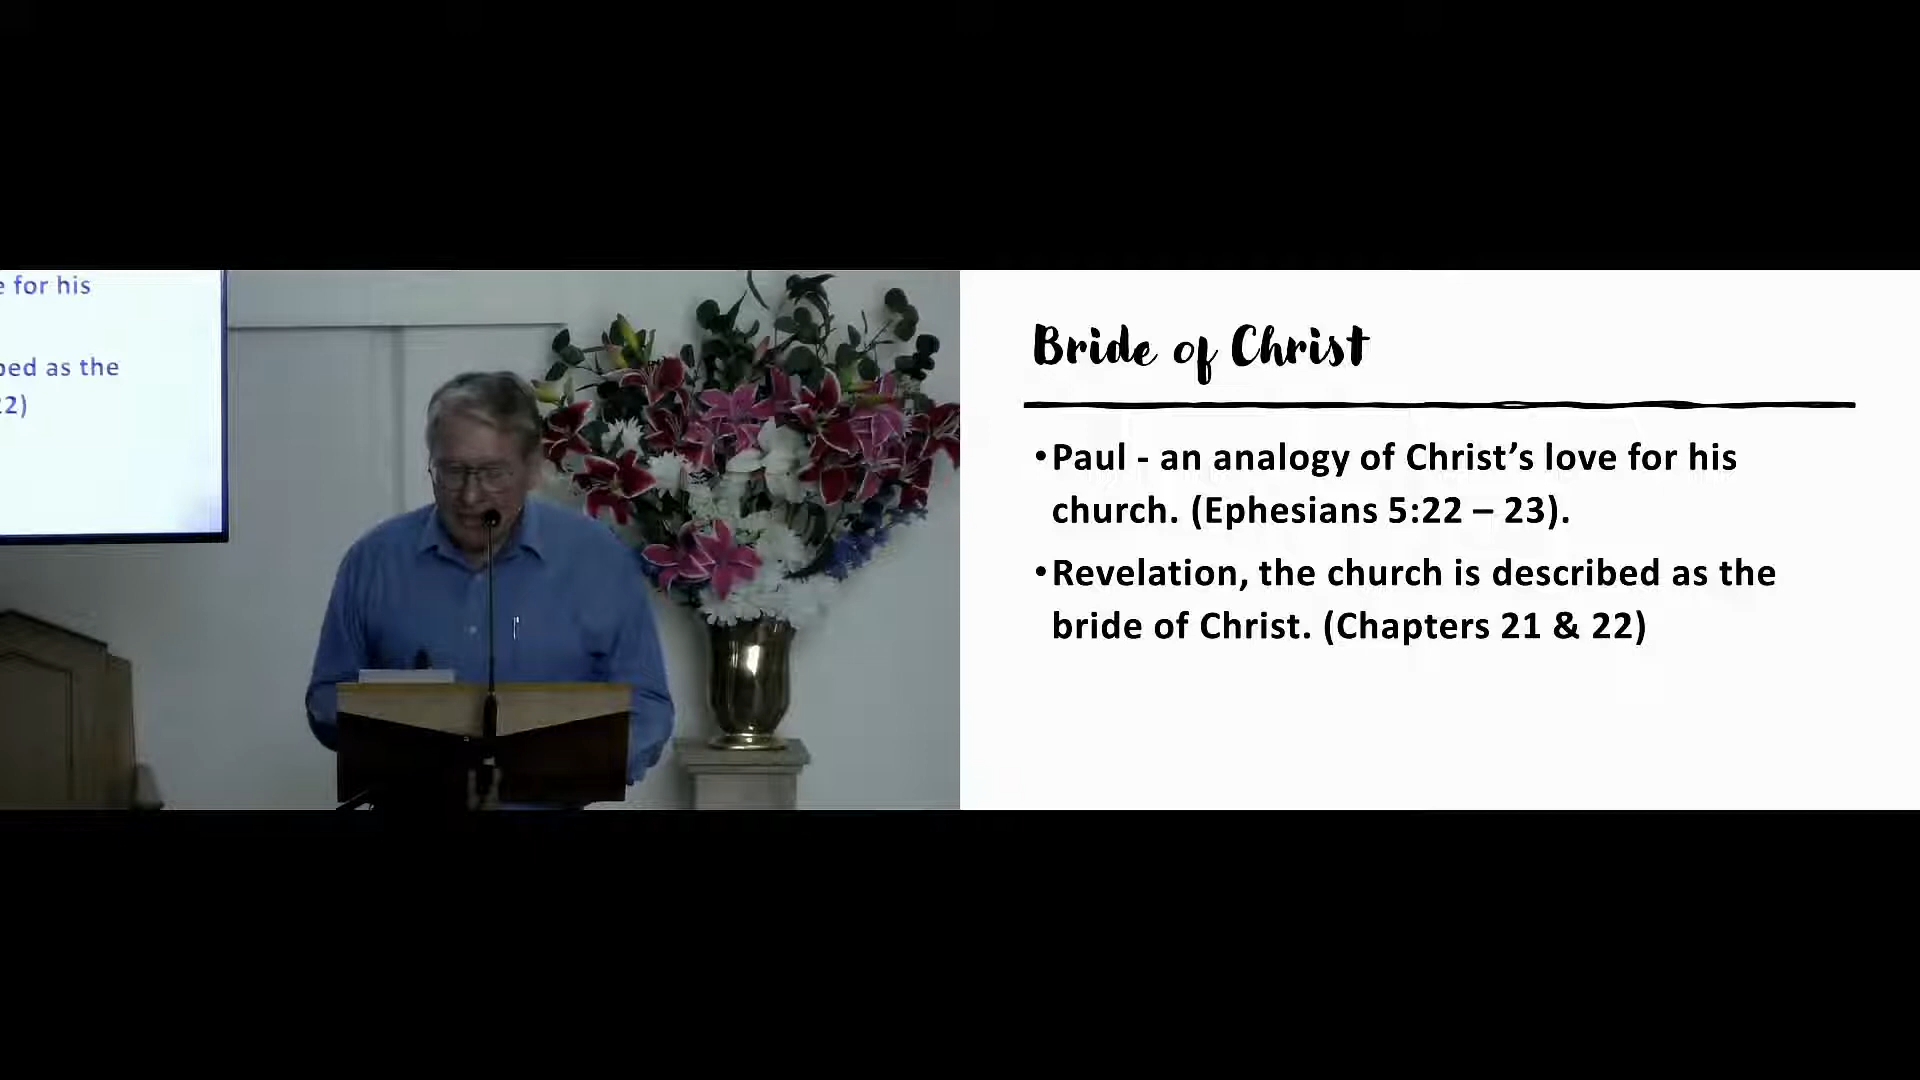 e for his
bed as the
22)
Bride of Christ
•Paul - an analogy of Christ’s love for his
church. (Ephesians 5:22 – 23).
•Revelation, the church is described as the
bride of Christ. (Chapters 21 & 22)